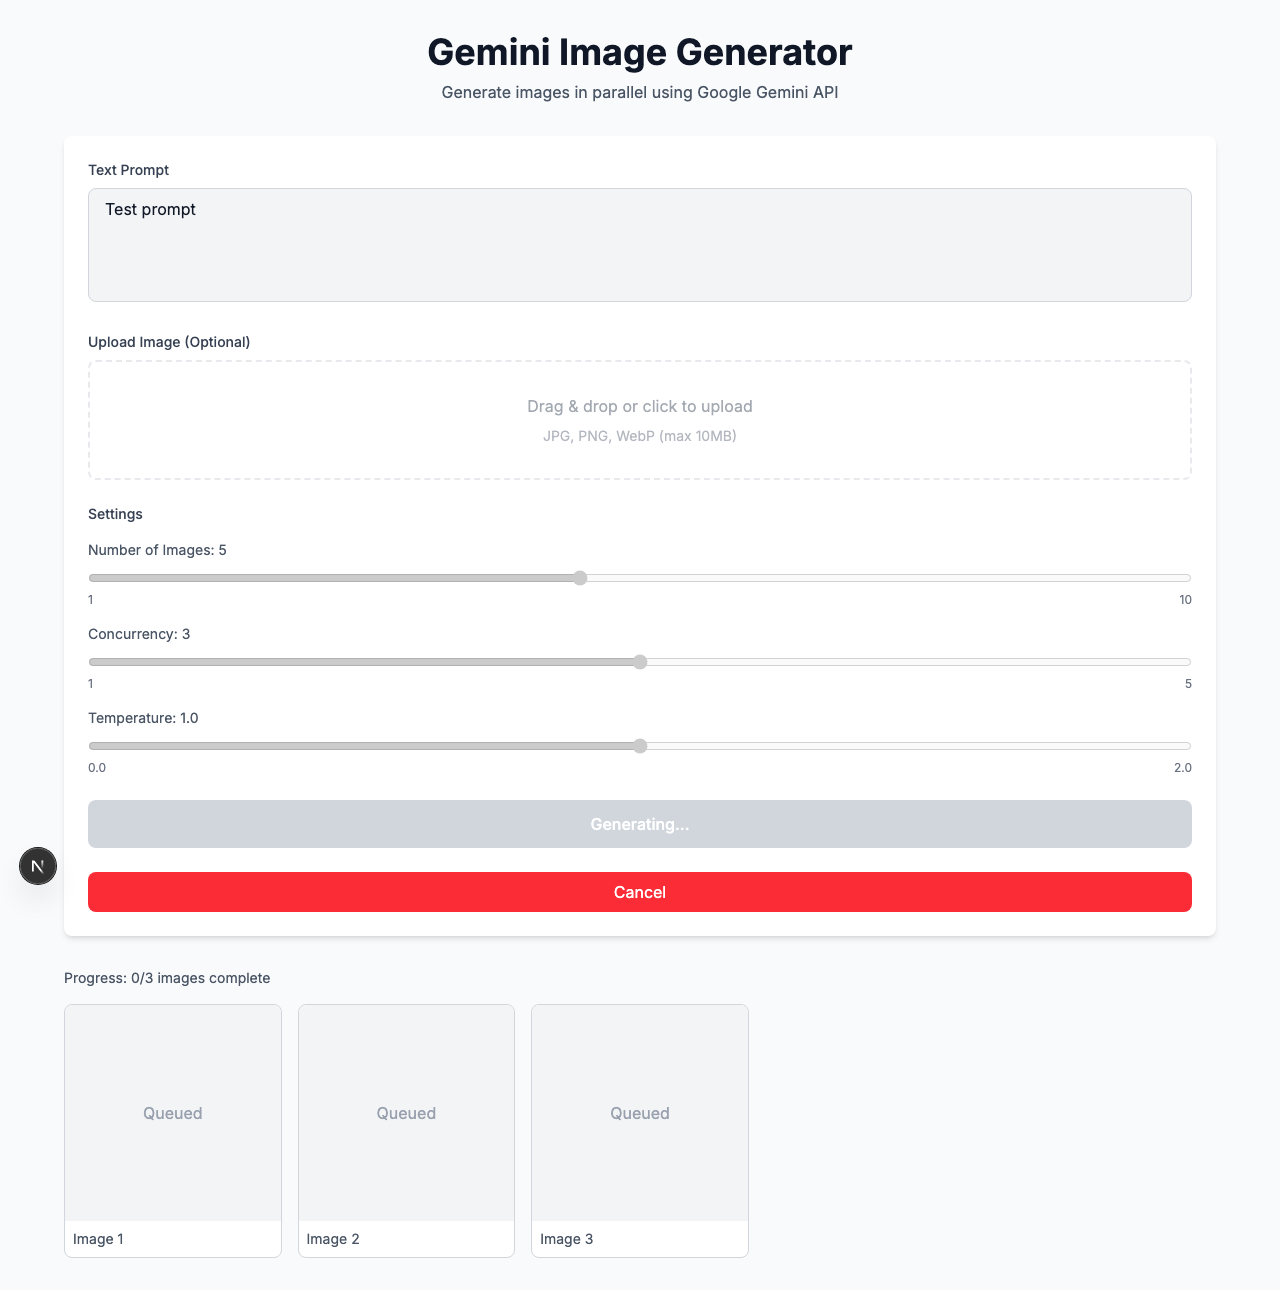 Gemini Image Generator
Generate images in parallel using Google Gemini API
Text Prompt
Test prompt
Upload Image (Optional)
Drag & drop or click to upload
JPG, PNG, WebP (max 10MB)
Settings
Number of Images: 5
1 10
Concurrency: 3
1 5
Temperature: 1.0
0.0 2.0
Generating...
N
Cancel
Progress: 0/3 images complete
Queued Queued Queued
Image 1 Image 2 Image 3